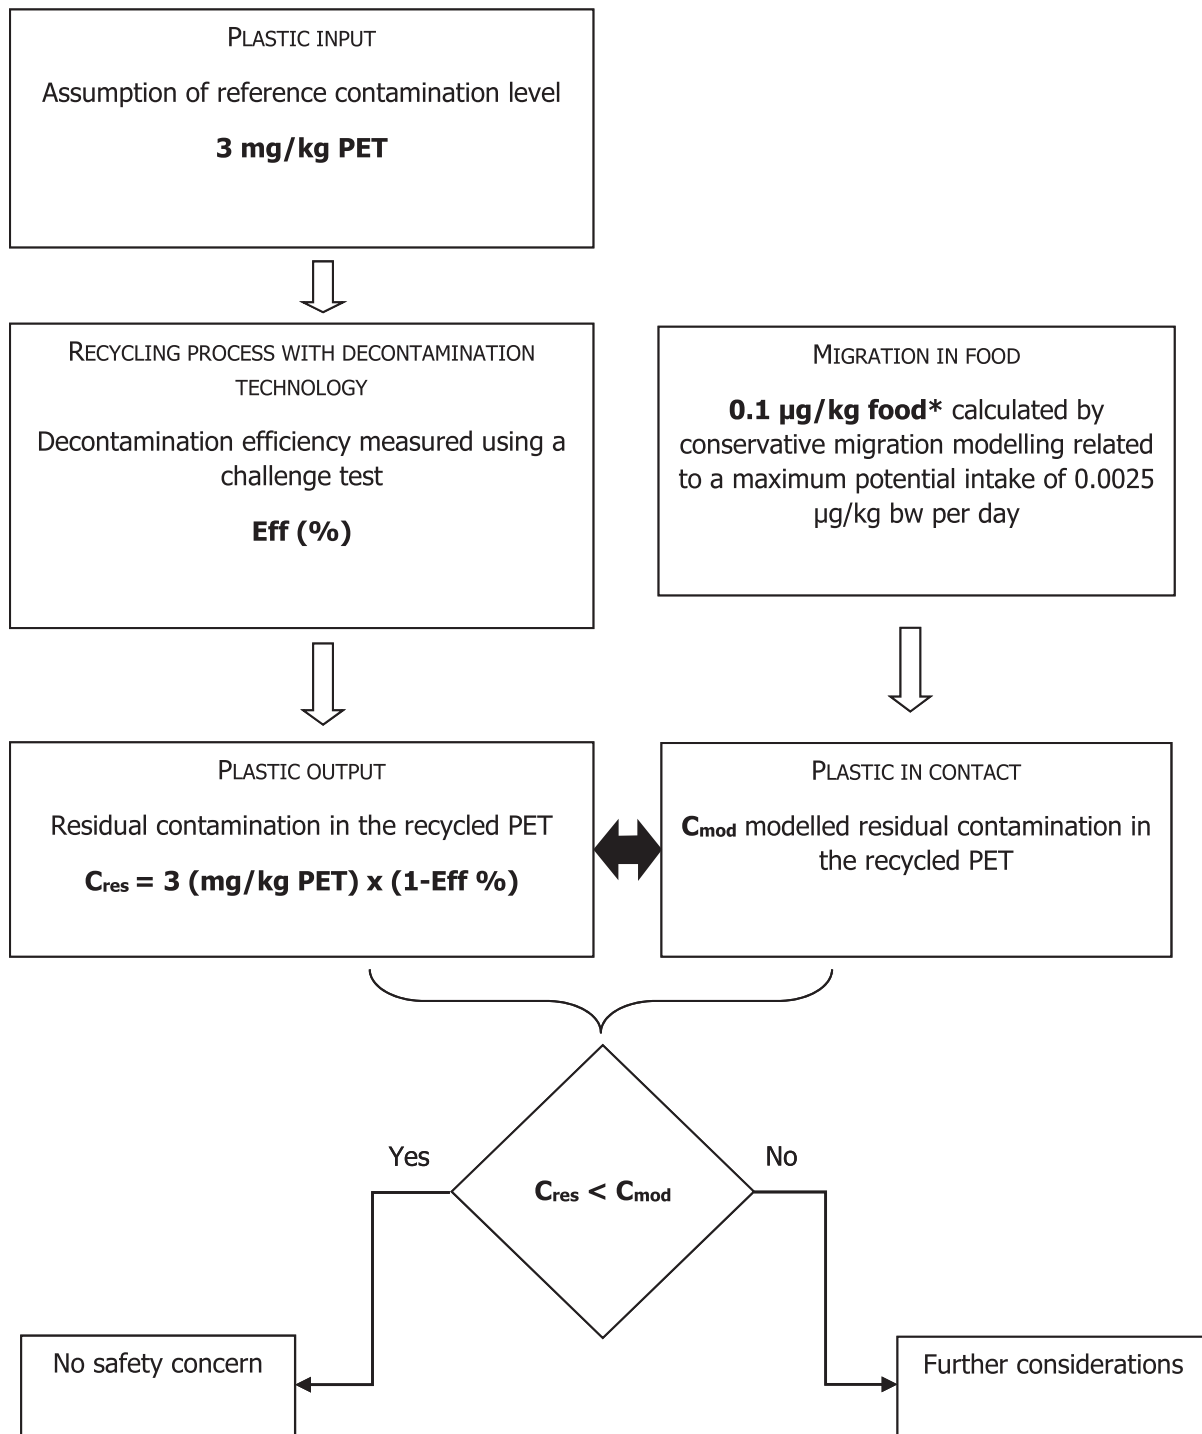 PLASTIC INPUT
Assumption of reference contamination level
3 mg/kg PET
RECYCLING PROCESS WITH DECONTAMINATION
TECHNOLOGY
Decontamination efficiency measured using a
challenge test
Eff (%)
MIGRATION IN FOOD
0.1 µg/kg food* calculated by
conservative migration modelling related
to a maximum potential intake of 0.0025
µg/kg bw per day
PLASTIC OUTPUT
Residual contamination in the recycled PET
Cres = 3 (mg/kg PET) x (1-Eff %)
PLASTIC IN CONTACT
Cmod modelled residual contamination in
the recycled PET
Yes
No
Cres < Cmod
No safety concern
Further considerations